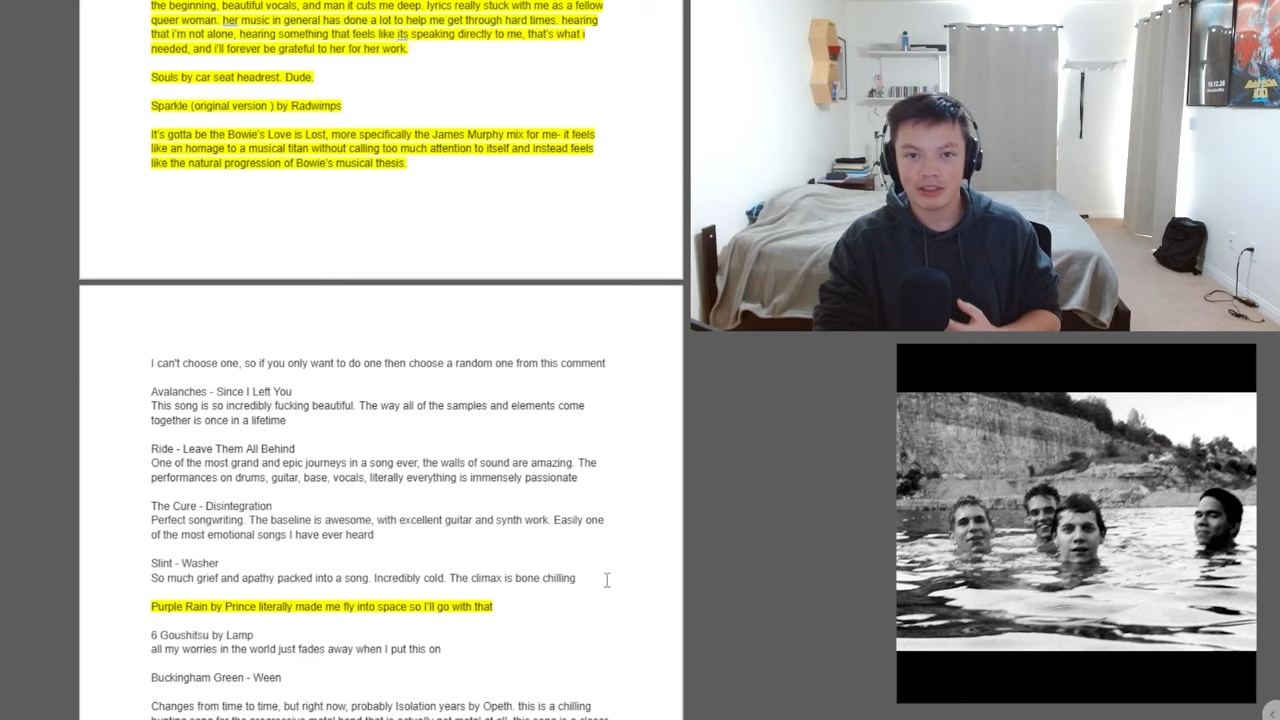 the beginning, beautiful vocals, and man it cuts me deep. lyrics really stuck with me as a fellow
queer woman. her music in general has done a lot to help me get through hard times. hearing
that i'm not alone, hearing something that feels like its speaking directly to me, that's what i
needed, and i'll forever be grateful to her for her work.
Souls by car seat headrest. Dude.
Sparkle (original version ) by Radwimps
It's gotta be the Bowie's Love is Lost, more specifically the James Murphy mix for me- it feels
like an homage to a musical titan without calling too much attention to itself and instead feels
like the natural progression of Bowie's musical thesis.
I can't choose one, so if you only want to do one then choose a random one from this comment
Avalanches - Since I Left You
This song is so incredibly fucking beautiful. The way all of the samples and elements come
together is once in a lifetime
Ride - Leave Them All Behind
One of the most grand and epic journeys in a song ever, the walls of sound are amazing. The
performances on drums, guitar, base, vocals, literally everything is immensely passionate
The Cure - Disintegration
Perfect songwriting. The baseline is awesome, with excellent guitar and synth work. Easily one
of the most emotional songs I have ever heard
Slint - Washer
So much grief and apathy packed into a song. Incredibly cold. The climax is bone chilling
Purple Rain by Prince literally made me fly into space so I'll go with that
6 Goushitsu by Lamp
all my worries in the world just fades away when I put this on
Buckingham Green - Ween
Changes from time to time, but right now, probably Isolation years by Opeth. this is a chilling